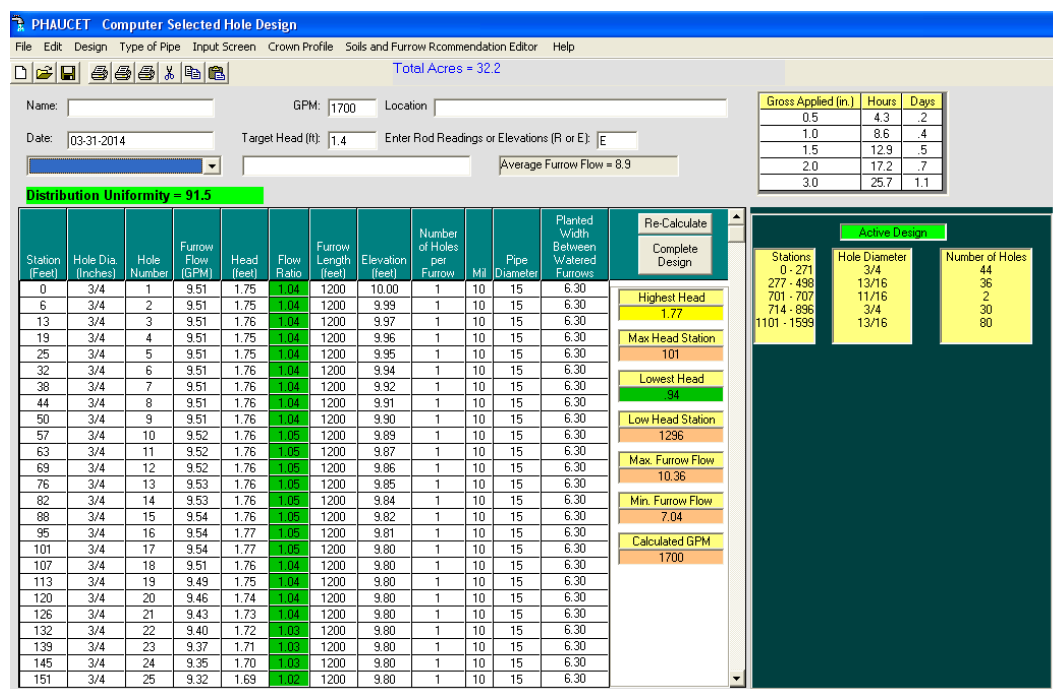 PHAUCET Computer Selected Hole Design
File Edit Design Type of Pipe Input Screen Crown Profile Soils and Furrow Rcommendation Editor Help
Total Acres = 32.2
Name: GPM: 1700 Location
Date: 03-31-2014 Target Head (ft): 1.4 Enter Rod Readings or Elevations (R or E): E
Average Furrow Flow = 8.9
Distribution Uniformity = 91.5
Gross Applied (in.) Hours Days
0.5 4.3 .2
1.0 8.6 .4
1.5 12.9 .5
2.0 17.2 .7
3.0 25.7 1.1
Station (Feet) Hole Dia. (Inches) Hole Number Furrow Flow (GPM) Head (feet) Flow Ratio Furrow Length (feet) Elevation (feet) Number of Holes per Furrow Mil Pipe Diameter Planted Width Between Watered Furrows
0 3/4 1 9.51 1.75 1.04 1200 10.00 1 10 15 6.30
6 3/4 2 9.51 1.75 1.04 1200 9.99 1 10 15 6.30
13 3/4 3 9.51 1.76 1.04 1200 9.97 1 10 15 6.30
19 3/4 4 9.51 1.76 1.04 1200 9.96 1 10 15 6.30
25 3/4 5 9.51 1.76 1.04 1200 9.95 1 10 15 6.30
32 3/4 6 9.51 1.76 1.04 1200 9.94 1 10 15 6.30
38 3/4 7 9.51 1.76 1.04 1200 9.92 1 10 15 6.30
44 3/4 8 9.51 1.76 1.04 1200 9.91 1 10 15 6.30
50 3/4 9 9.51 1.76 1.04 1200 9.90 1 10 15 6.30
57 3/4 10 9.52 1.76 1.05 1200 9.89 1 10 15 6.30
63 3/4 11 9.52 1.76 1.05 1200 9.87 1 10 15 6.30
69 3/4 12 9.52 1.76 1.05 1200 9.86 1 10 15 6.30
76 3/4 13 9.53 1.76 1.05 1200 9.85 1 10 15 6.30
82 3/4 14 9.53 1.76 1.05 1200 9.84 1 10 15 6.30
88 3/4 15 9.54 1.76 1.05 1200 9.82 1 10 15 6.30
95 3/4 16 9.54 1.77 1.05 1200 9.81 1 10 15 6.30
101 3/4 17 9.54 1.77 1.05 1200 9.80 1 10 15 6.30
107 3/4 18 9.51 1.76 1.04 1200 9.80 1 10 15 6.30
113 3/4 19 9.49 1.75 1.04 1200 9.80 1 10 15 6.30
120 3/4 20 9.46 1.74 1.04 1200 9.80 1 10 15 6.30
126 3/4 21 9.43 1.73 1.04 1200 9.80 1 10 15 6.30
132 3/4 22 9.40 1.72 1.03 1200 9.80 1 10 15 6.30
139 3/4 23 9.37 1.71 1.03 1200 9.80 1 10 15 6.30
145 3/4 24 9.35 1.70 1.03 1200 9.80 1 10 15 6.30
151 3/4 25 9.32 1.69 1.02 1200 9.80 1 10 15 6.30
Re-Calculate
Complete
Design
Highest Head
1.77
Max Head Station
101
Lowest Head
.94
Low Head Station
1296
Max. Furrow Flow
10.36
Min. Furrow Flow
7.04
Calculated GPM
1700
Active Design
Stations Hole Diameter Number of Holes
0 - 271 3/4 44
277 - 498 13/16 36
701 - 707 11/16 2
714 - 896 3/4 30
1101 - 1599 13/16 80